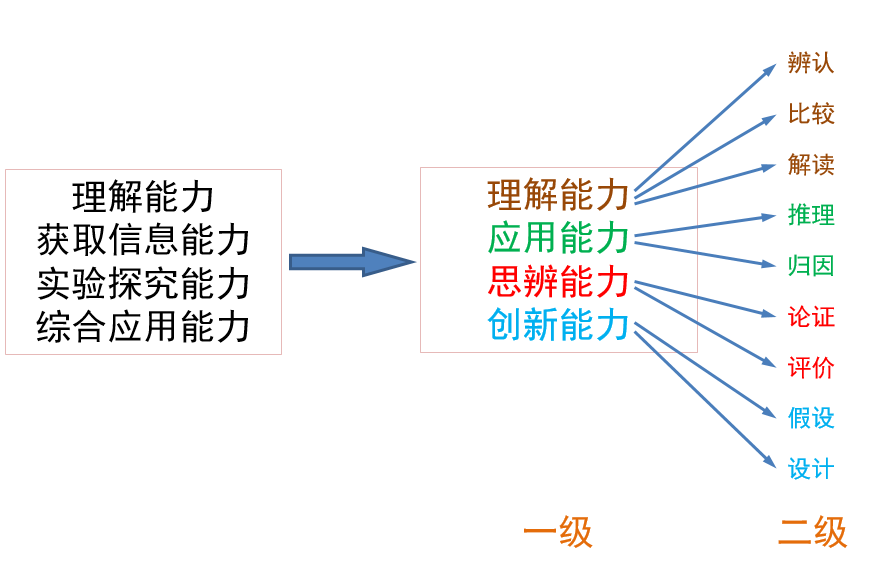 理解能力
获取信息能力
实验探究能力
综合应用能力
理解能力
应用能力
思辨能力
创新能力
辨认
比较
解读
推理
归因
论证
评价
假设
设计
一级
二级